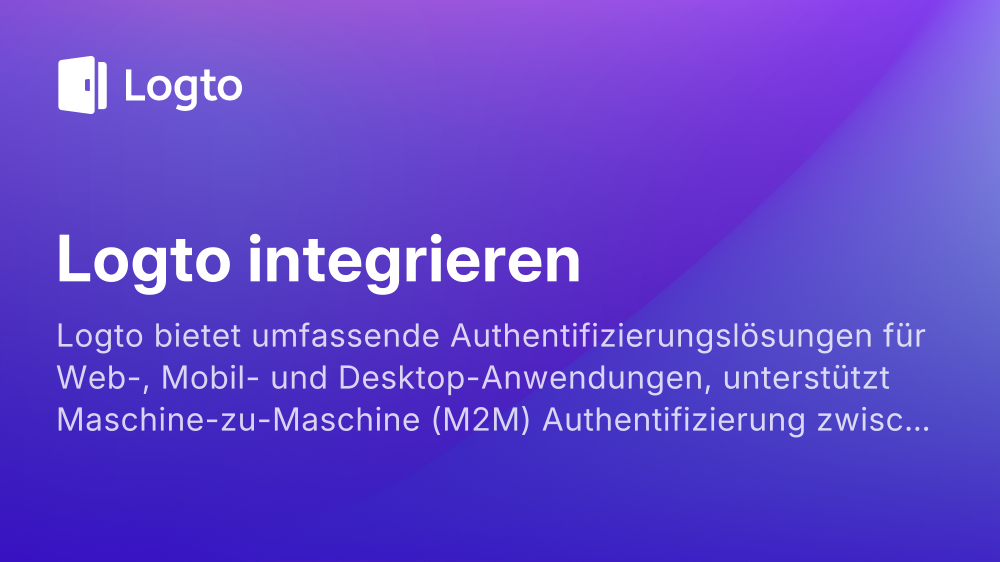 Logto
Logto integrieren
Logto bietet umfassende Authentifizierungslösungen für
Web-, Mobil- und Desktop-Anwendungen, unterstützt
Maschine-zu-Maschine (M2M) Authentifizierung zwisc...